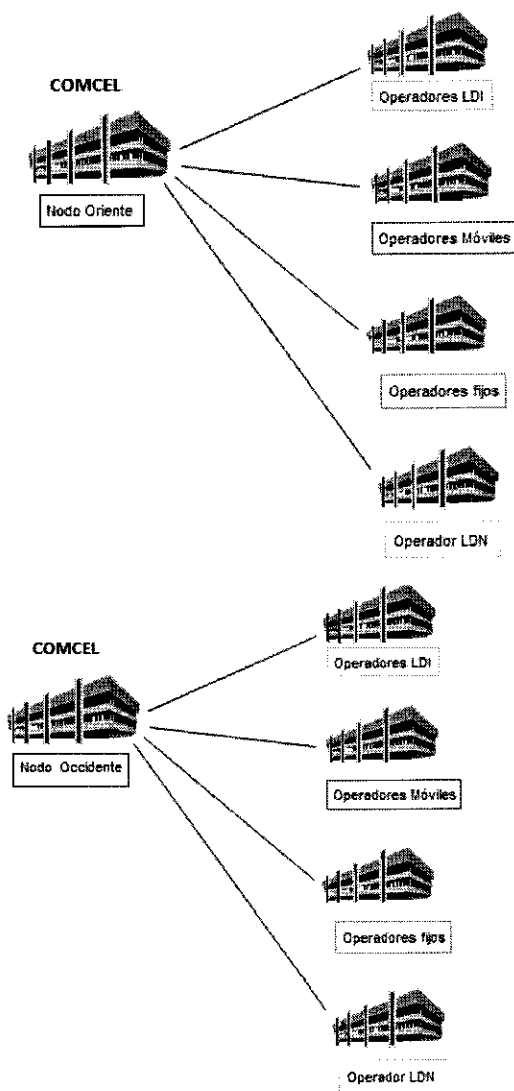 COMCEL
Nodo Oriente
Operadores LDI
Operadores Móviles
Operadores fijos
Operador LDN
COMCEL
Nodo Occidente
Operadores LDI
Operadores Móviles
Operadores fijos
Operador LDN